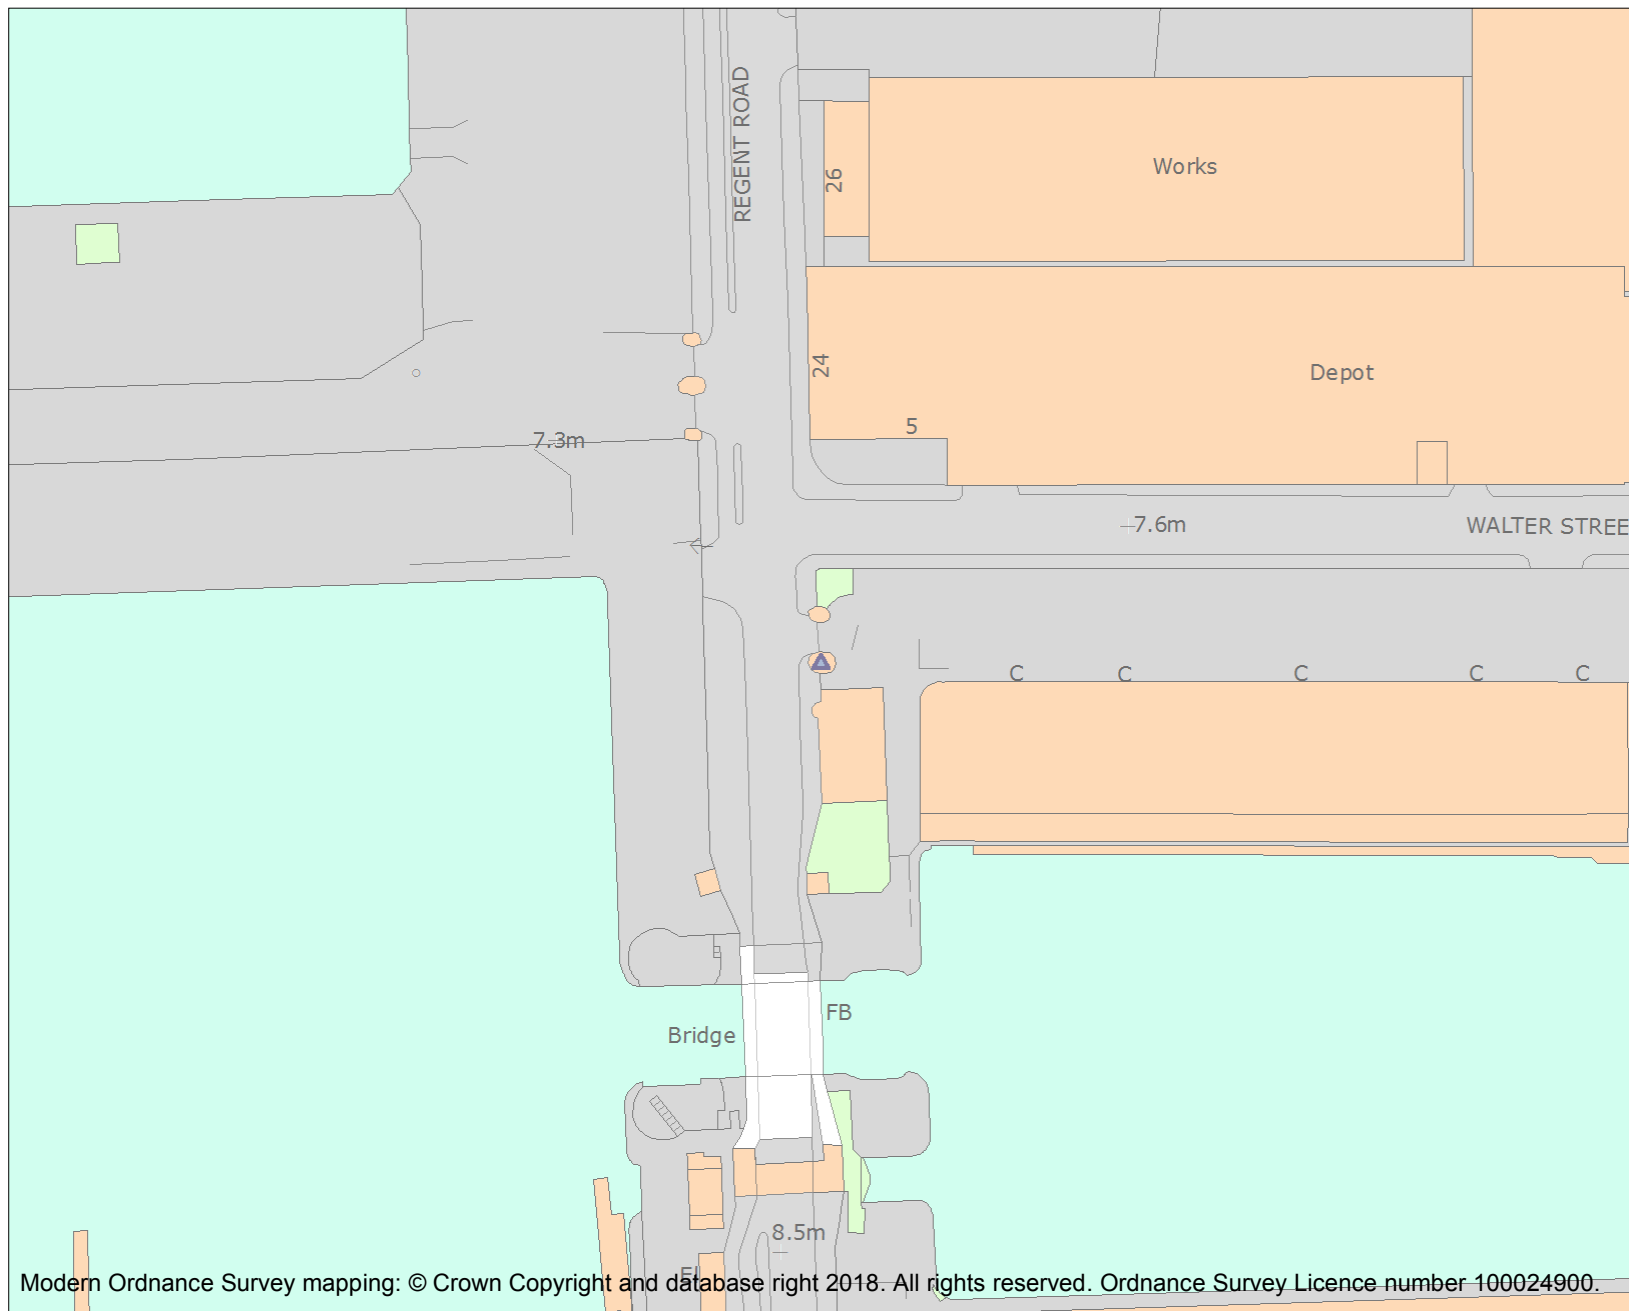 REGENT ROAD
Works
26
24
Depot
5
7.3m
7.6m
WALTER STREE
C
C
C
C
C
FB
Bridge
8.5m
El
Modern Ordnance Survey mapping: © Crown Copyright and database right 2018. All rights reserved. Ordnance Survey Licence number 100024900.